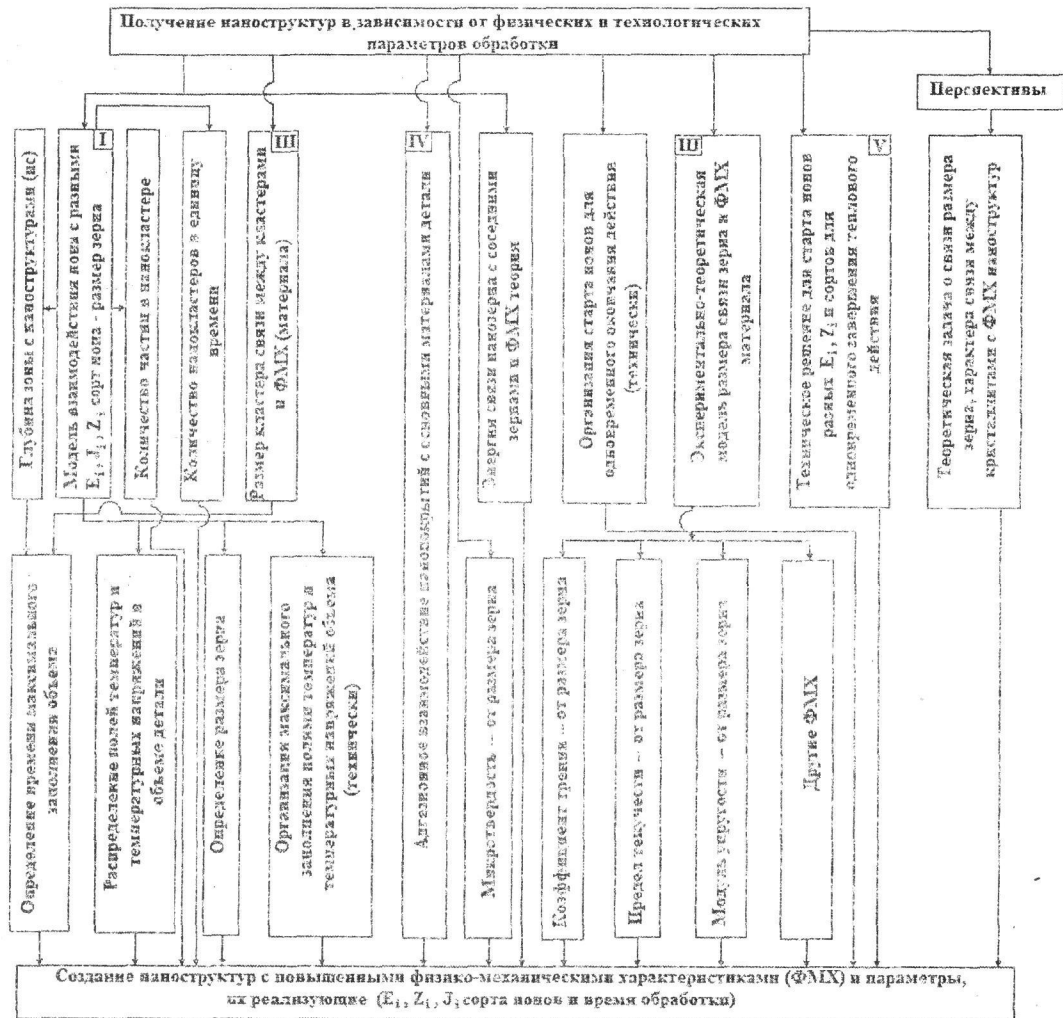 Получение наноструктур в зависимости от физических и технологических
параметров обработки
Перспективы
Глубина зоны с наноструктурами (нс)
I
Модель взаимодействия иона с разными
E₁, J₁, Z₁, сорт иона - размер зерна
Количество частиц в нанокластере
Количество нанокластеров в единицу
времени
III
Размер кластера связи между кластерами
и ФМХ (материала)
IV
Адгезионное взаимодействие нанопокрытий с основными материалами детали
Энергия связи нанозерна с соседними
зернами и ФМХ теория
Организация старта ионов для
одновременного окончания действия
(технически)
III
Экспериментально-теоретическая
модель размера связи зерна и ФМХ
материала
V
Техническое решение для старта ионов
разных E₁, Z₁ и сортов для
одновременного завершения теплового
действия
Теоретическая задача о связи размера
зерна, характера связи между
кристаллитами с ФМХ наноструктур
Определение времени максимального
заполнения объема
Распределение полей температур и
температурных напряжений в
объеме детали
Определение размера зерна
Организация максимального
заполнения полями температур и
температурных напряжений объема
(технически)
Микротвердость – от размера зерна
Коэффициент трения – от размера зерна
Предел текучести – от размера зерна
Модуль упругости – от размера зерна
Другие ФМХ
Создание наноструктур с повышенными физико-механическими характеристиками (ФМХ) и параметры,
их реализующие (E₁, Z₁, J₁ сорта ионов и время обработки)